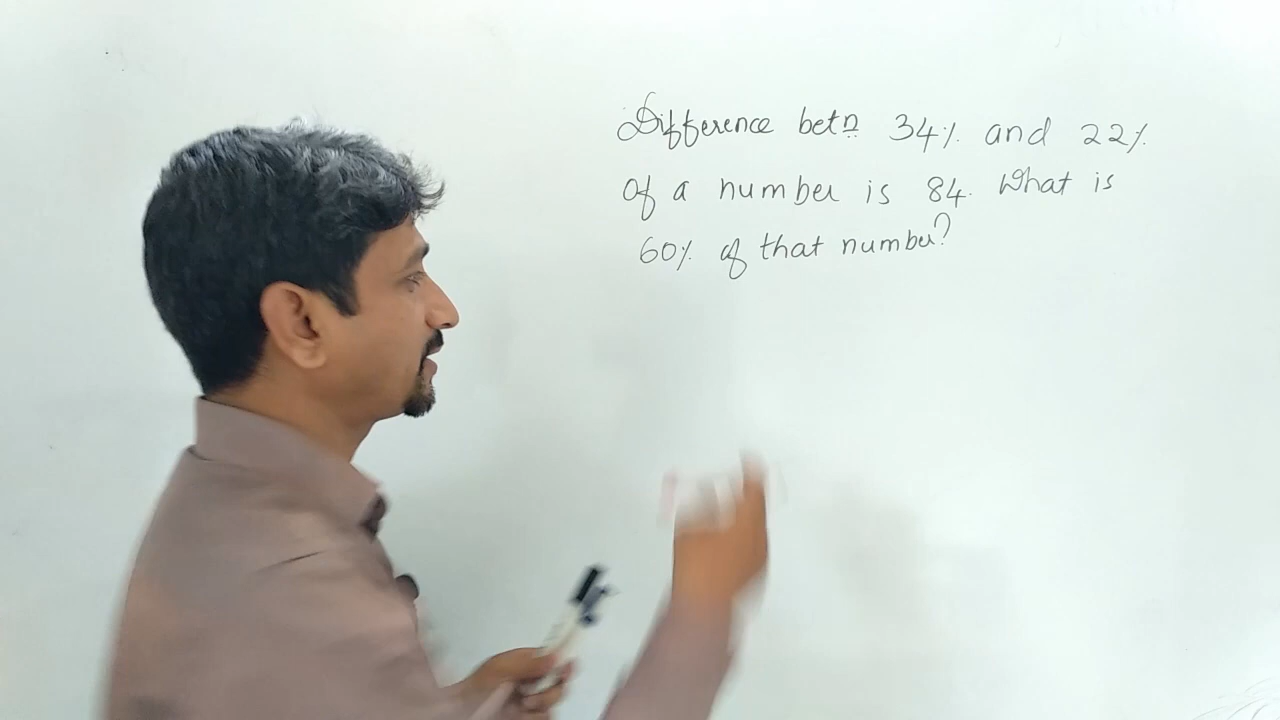 Difference betn 34% and 22%
of a number is 84. What is
60% of that number?